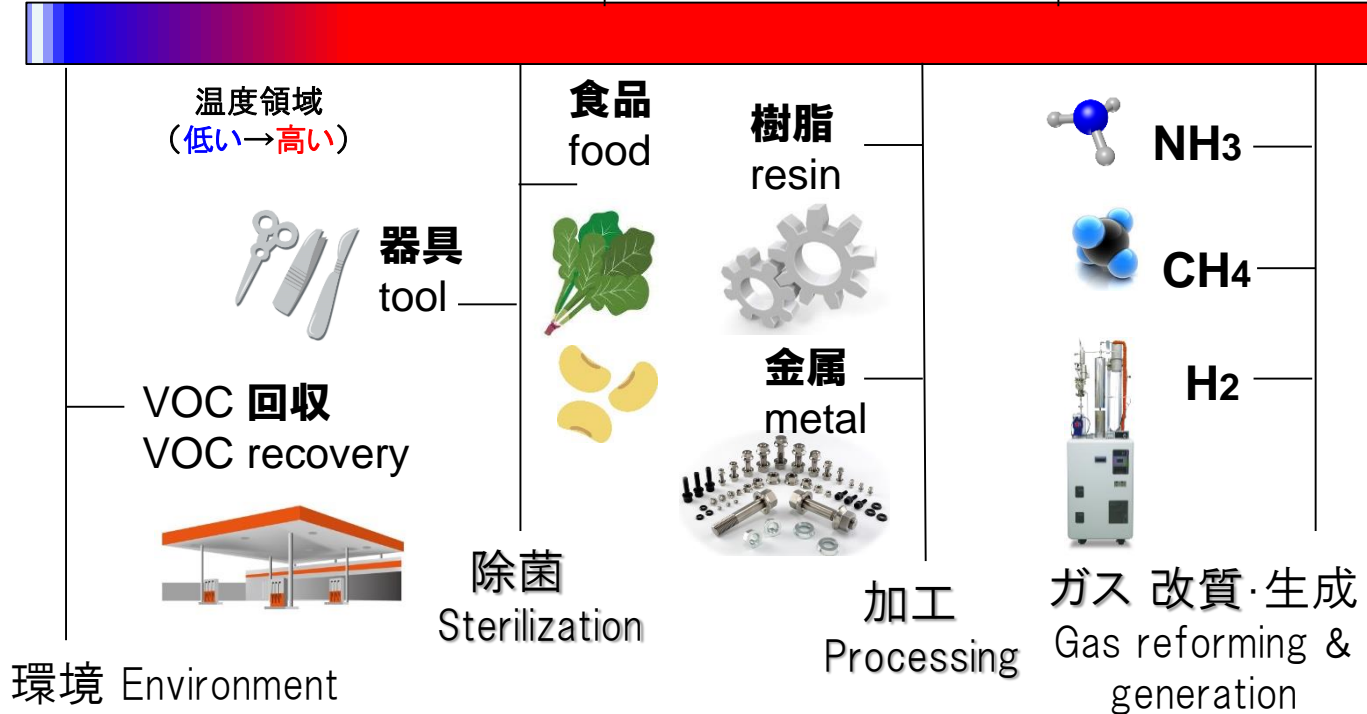 温度領域
（低い→高い）
食品
food
樹脂
resin
NH3
器具
tool
CH4
金属
metal
H2
VOC 回収
VOC recovery
除菌
Sterilization
加工
Processing
ガス 改質·生成
Gas reforming &
generation
環境 Environment